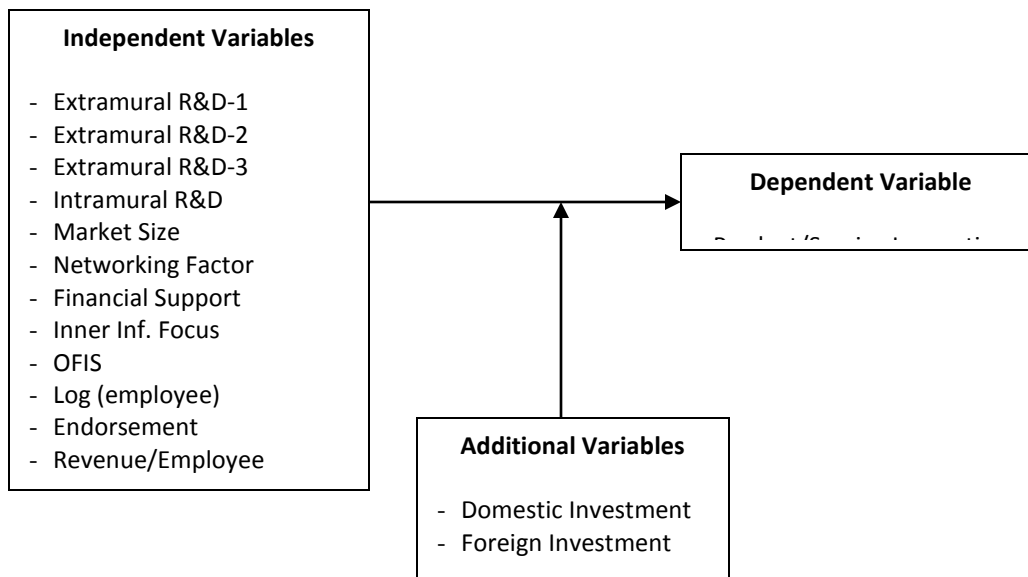 Independent Variables
- Extramural R&D-1
- Extramural R&D-2
- Extramural R&D-3
- Intramural R&D
- Market Size
- Networking Factor
- Financial Support
- Inner Inf. Focus
- OFIS
- Log (employee)
- Endorsement
- Revenue/Employee
Dependent Variable
Additional Variables
- Domestic Investment
- Foreign Investment